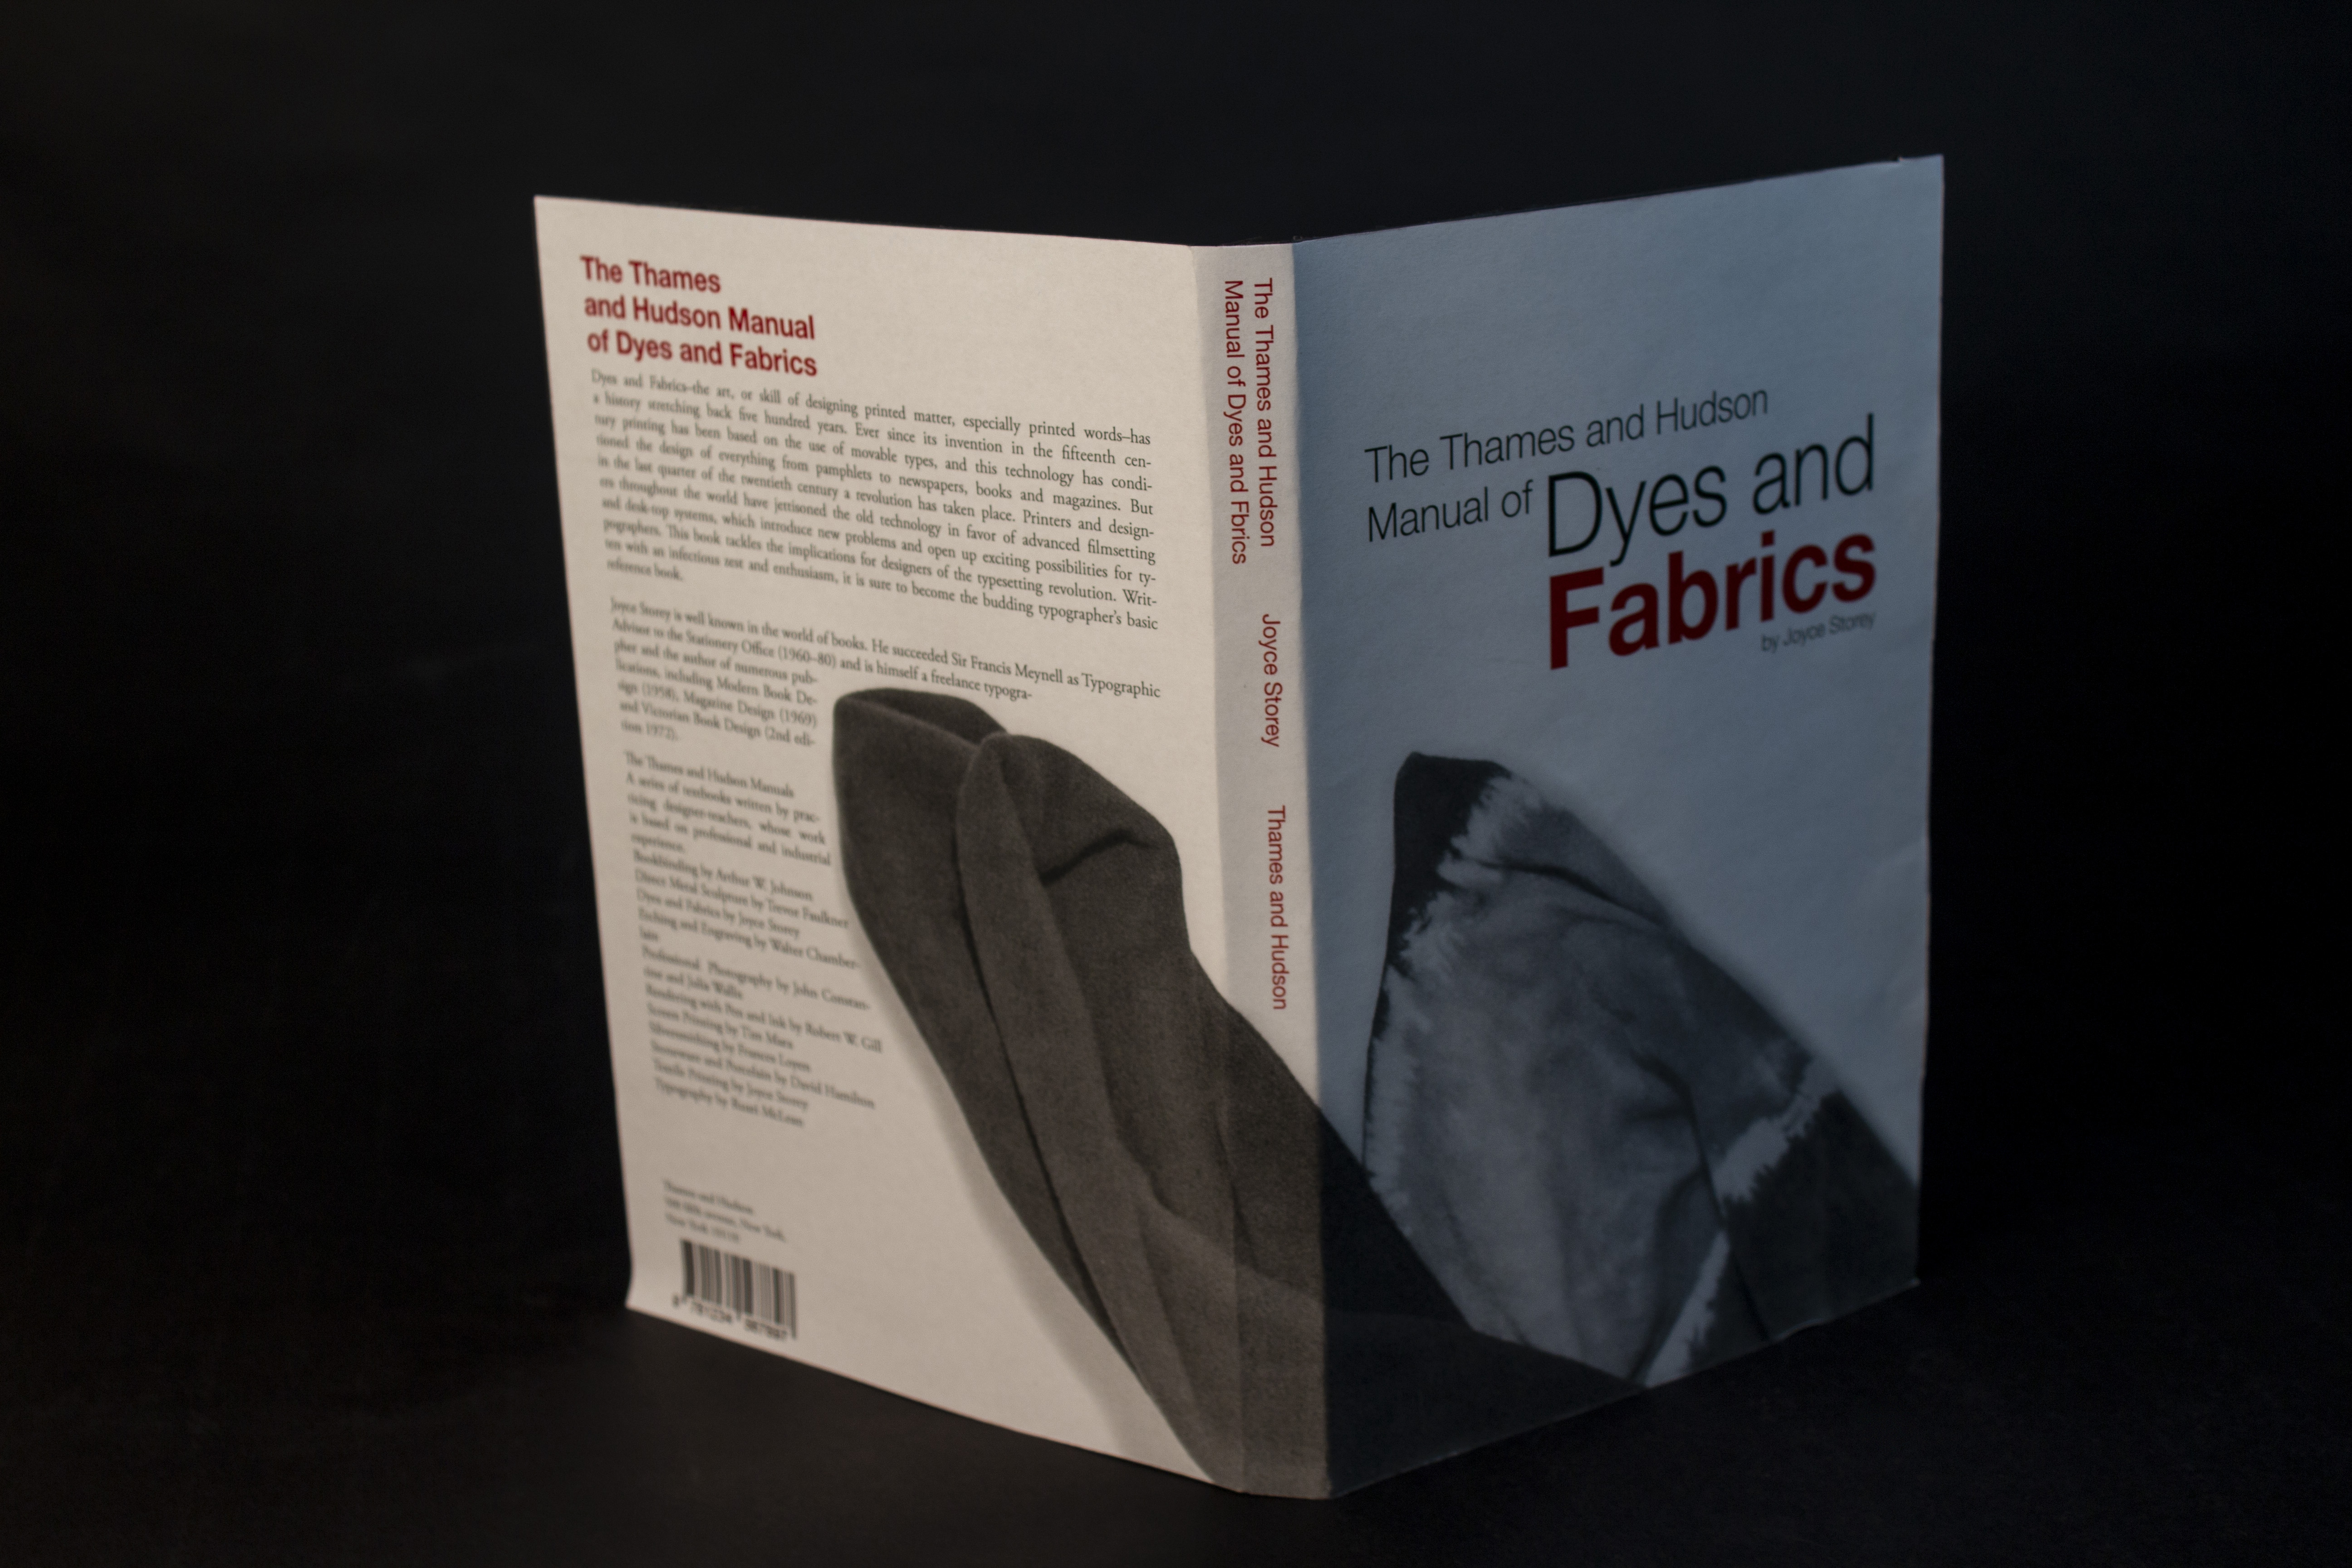 The Thames
and Hudson Manual
of Dyes and Fabrics
Dyes and Fabrics–the art, or skill of designing printed matter, especially printed words–has
a history stretching back five hundred years. Ever since its invention in the fifteenth cen-
tury printing has been based on the use of movable types, and this technology has condi-
tioned the design of everything from pamphlets to newspapers, books and magazines. But
in the last quarter of the twentieth century a revolution has taken place. Printers and design-
ers throughout the world have jettisoned the old technology in favor of advanced filmsetting
and desk-top systems, which introduce new problems and open up exciting possibilities for ty-
pographers. This book tackles the implications for designers of the typesetting revolution. Writ-
ten with an infectious zest and enthusiasm, it is sure to become the budding typographer's basic
reference book.
Joyce Storey is well known in the world of books. He succeeded Sir Francis Meynell as Typographic
Advisor to the Stationery Office (1960–80) and is himself a freelance typogra-
pher and the author of numerous pub-
lications, including Modern Book De-
sign (1958), Magazine Design (1969)
and Victorian Book Design (2nd edi-
tion 1972).
The Thames and Hudson Manuals
A series of textbooks written by prac-
ticing designer-teachers, whose work
is based on professional and industrial
experience.
Bookbinding by Arthur W. Johnson
Direct Metal Sculpture by Trevor Faulkner
Dyes and Fabrics by Joyce Storey
Etching and Engraving by Walter Chamber-
lain
Professional Photography by John Constan-
tine and Julia Wallis
Rendering with Pen and Ink by Robert W. Gill
Screen Printing by Tim Mara
Silversmithing by Frances Loyen
Stoneware and Porcelain by David Hamilton
Textile Printing by Joyce Storey
Typography by Ruari McLean
Thames and Hudson
New York,
New York
The Thames and Hudson
Manual of Dyes and Fbrics
Joyce Storey
Thames and Hudson
The Thames and Hudson
Manual of Dyes and
Fabrics
by Joyce Storey